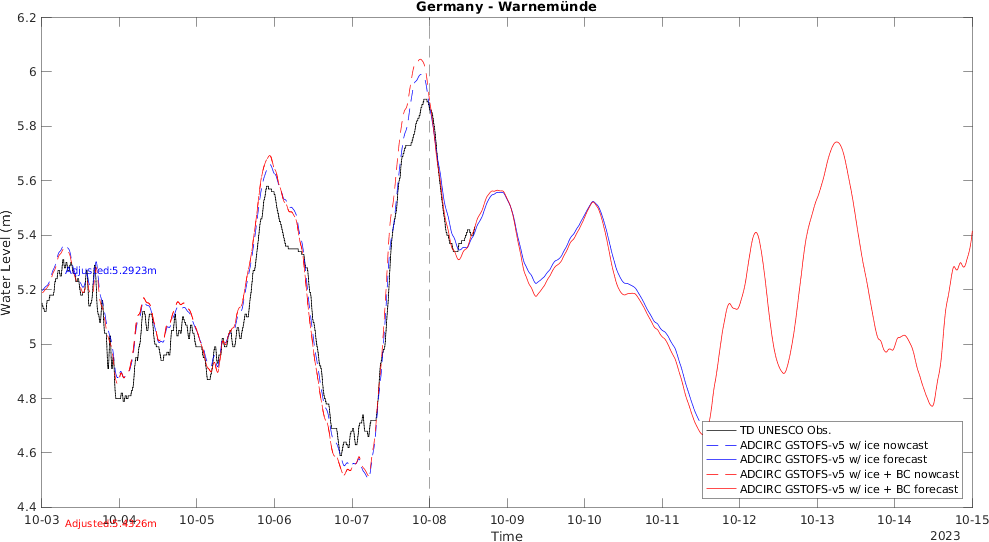 Germany - Warnemünde
6.2
6
5.8
5.6
5.4
5.2
5
4.8
4.6
4.4
Water Level (m)
Adjusted:5.2923m
Adjusted:5.4326m
10-03 10-04 10-05 10-06 10-07 10-08 10-09 10-10 10-11 10-12 10-13 10-14 10-15
Time
2023
TD UNESCO Obs.
ADCIRC GSTOFS-v5 w/ ice nowcast
ADCIRC GSTOFS-v5 w/ ice forecast
ADCIRC GSTOFS-v5 w/ ice + BC nowcast
ADCIRC GSTOFS-v5 w/ ice + BC forecast